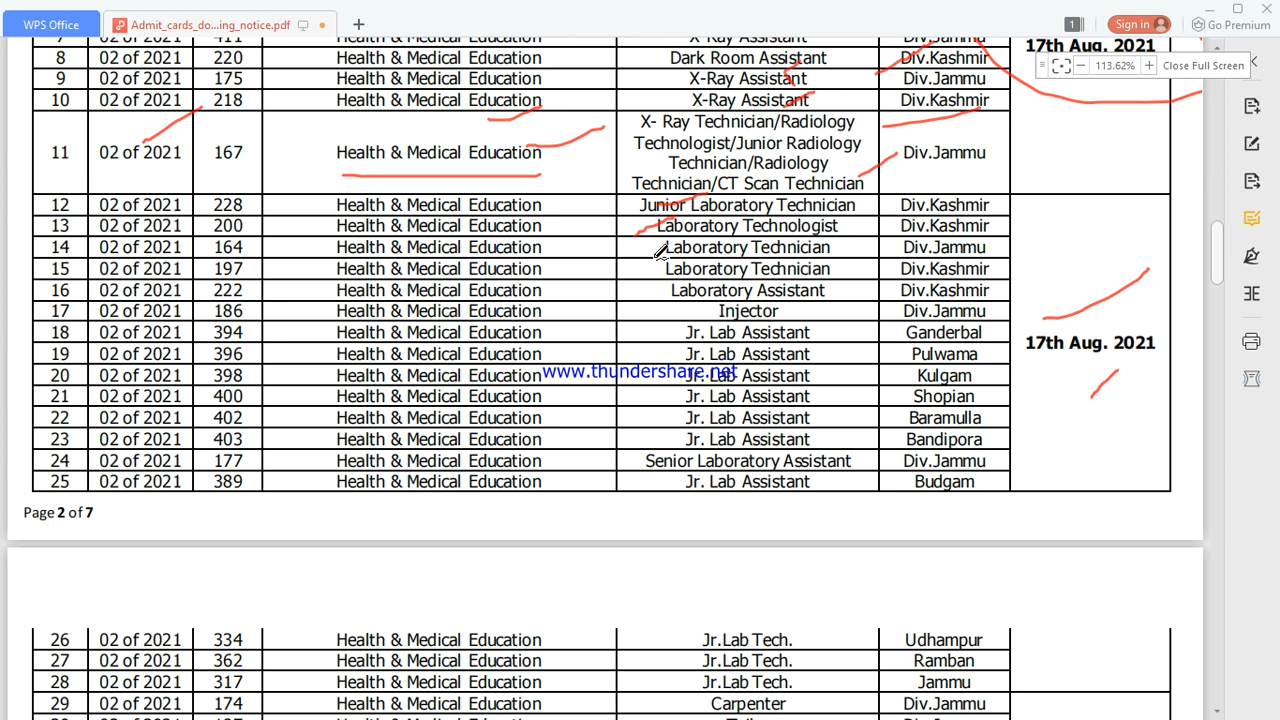 WPS Office
Admit_cards_do...ing_notice.pdf
+
1
Sign in
Go Premium
7 02 of 2021 411 Health & Medical Education X-Ray Assistant Div.Jammu
17th Aug. 2021
8 02 of 2021 220 Health & Medical Education Dark Room Assistant Div.Kashmir
113.62%
Close Full Screen
9 02 of 2021 175 Health & Medical Education X-Ray Assistant Div.Jammu
10 02 of 2021 218 Health & Medical Education X-Ray Assistant Div.Kashmir
11 02 of 2021 167 Health & Medical Education
X- Ray Technician/Radiology
Technologist/Junior Radiology
Technician/Radiology
Technician/CT Scan Technician
Div.Jammu
12 02 of 2021 228 Health & Medical Education Junior Laboratory Technician Div.Kashmir
13 02 of 2021 200 Health & Medical Education Laboratory Technologist Div.Kashmir
14 02 of 2021 164 Health & Medical Education Laboratory Technician Div.Jammu
15 02 of 2021 197 Health & Medical Education Laboratory Technician Div.Kashmir
16 02 of 2021 222 Health & Medical Education Laboratory Assistant Div.Kashmir
17 02 of 2021 186 Health & Medical Education Injector Div.Jammu
18 02 of 2021 394 Health & Medical Education Jr. Lab Assistant Ganderbal
17th Aug. 2021
19 02 of 2021 396 Health & Medical Education Jr. Lab Assistant Pulwama
www.thundershare.net
20 02 of 2021 398 Health & Medical Education Jr. Lab Assistant Kulgam
21 02 of 2021 400 Health & Medical Education Jr. Lab Assistant Shopian
22 02 of 2021 402 Health & Medical Education Jr. Lab Assistant Baramulla
23 02 of 2021 403 Health & Medical Education Jr. Lab Assistant Bandipora
24 02 of 2021 177 Health & Medical Education Senior Laboratory Assistant Div.Jammu
25 02 of 2021 389 Health & Medical Education Jr. Lab Assistant Budgam
Page 2 of 7
26 02 of 2021 334 Health & Medical Education Jr.Lab Tech. Udhampur
27 02 of 2021 362 Health & Medical Education Jr.Lab Tech. Ramban
28 02 of 2021 317 Health & Medical Education Jr.Lab Tech. Jammu
29 02 of 2021 174 Health & Medical Education Carpenter Div.Jammu